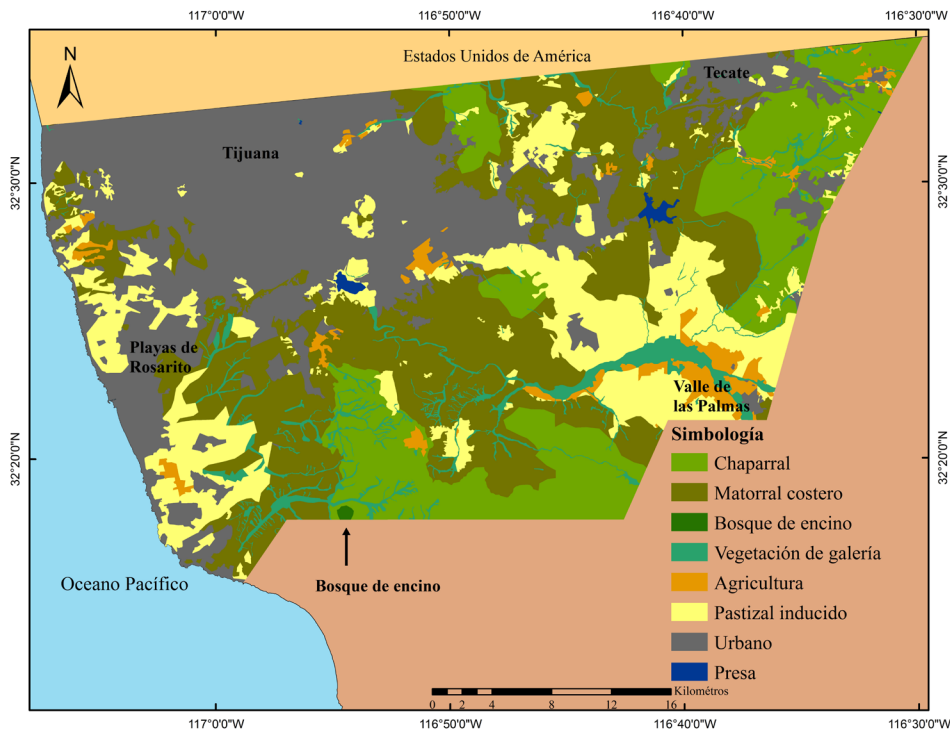 117°0'0"W 116°50'0"W 116°40'0"W 116°30'0"W
N
Estados Unidos de América
Tecate
Tijuana
32°30'0"N 32°30'0"N
Playas de
Rosarito
Valle de
las Palmas
32°20'0"N 32°20'0"N
Simbología
Chaparral
Matorral costero
Bosque de encino
Vegetación de galería
Agricultura
Pastizal inducido
Urbano
Presa
Oceano Pacífico
Bosque de encino
Kilométros
0 2 4 8 12 16
117°0'0"W 116°50'0"W 116°40'0"W 116°30'0"W